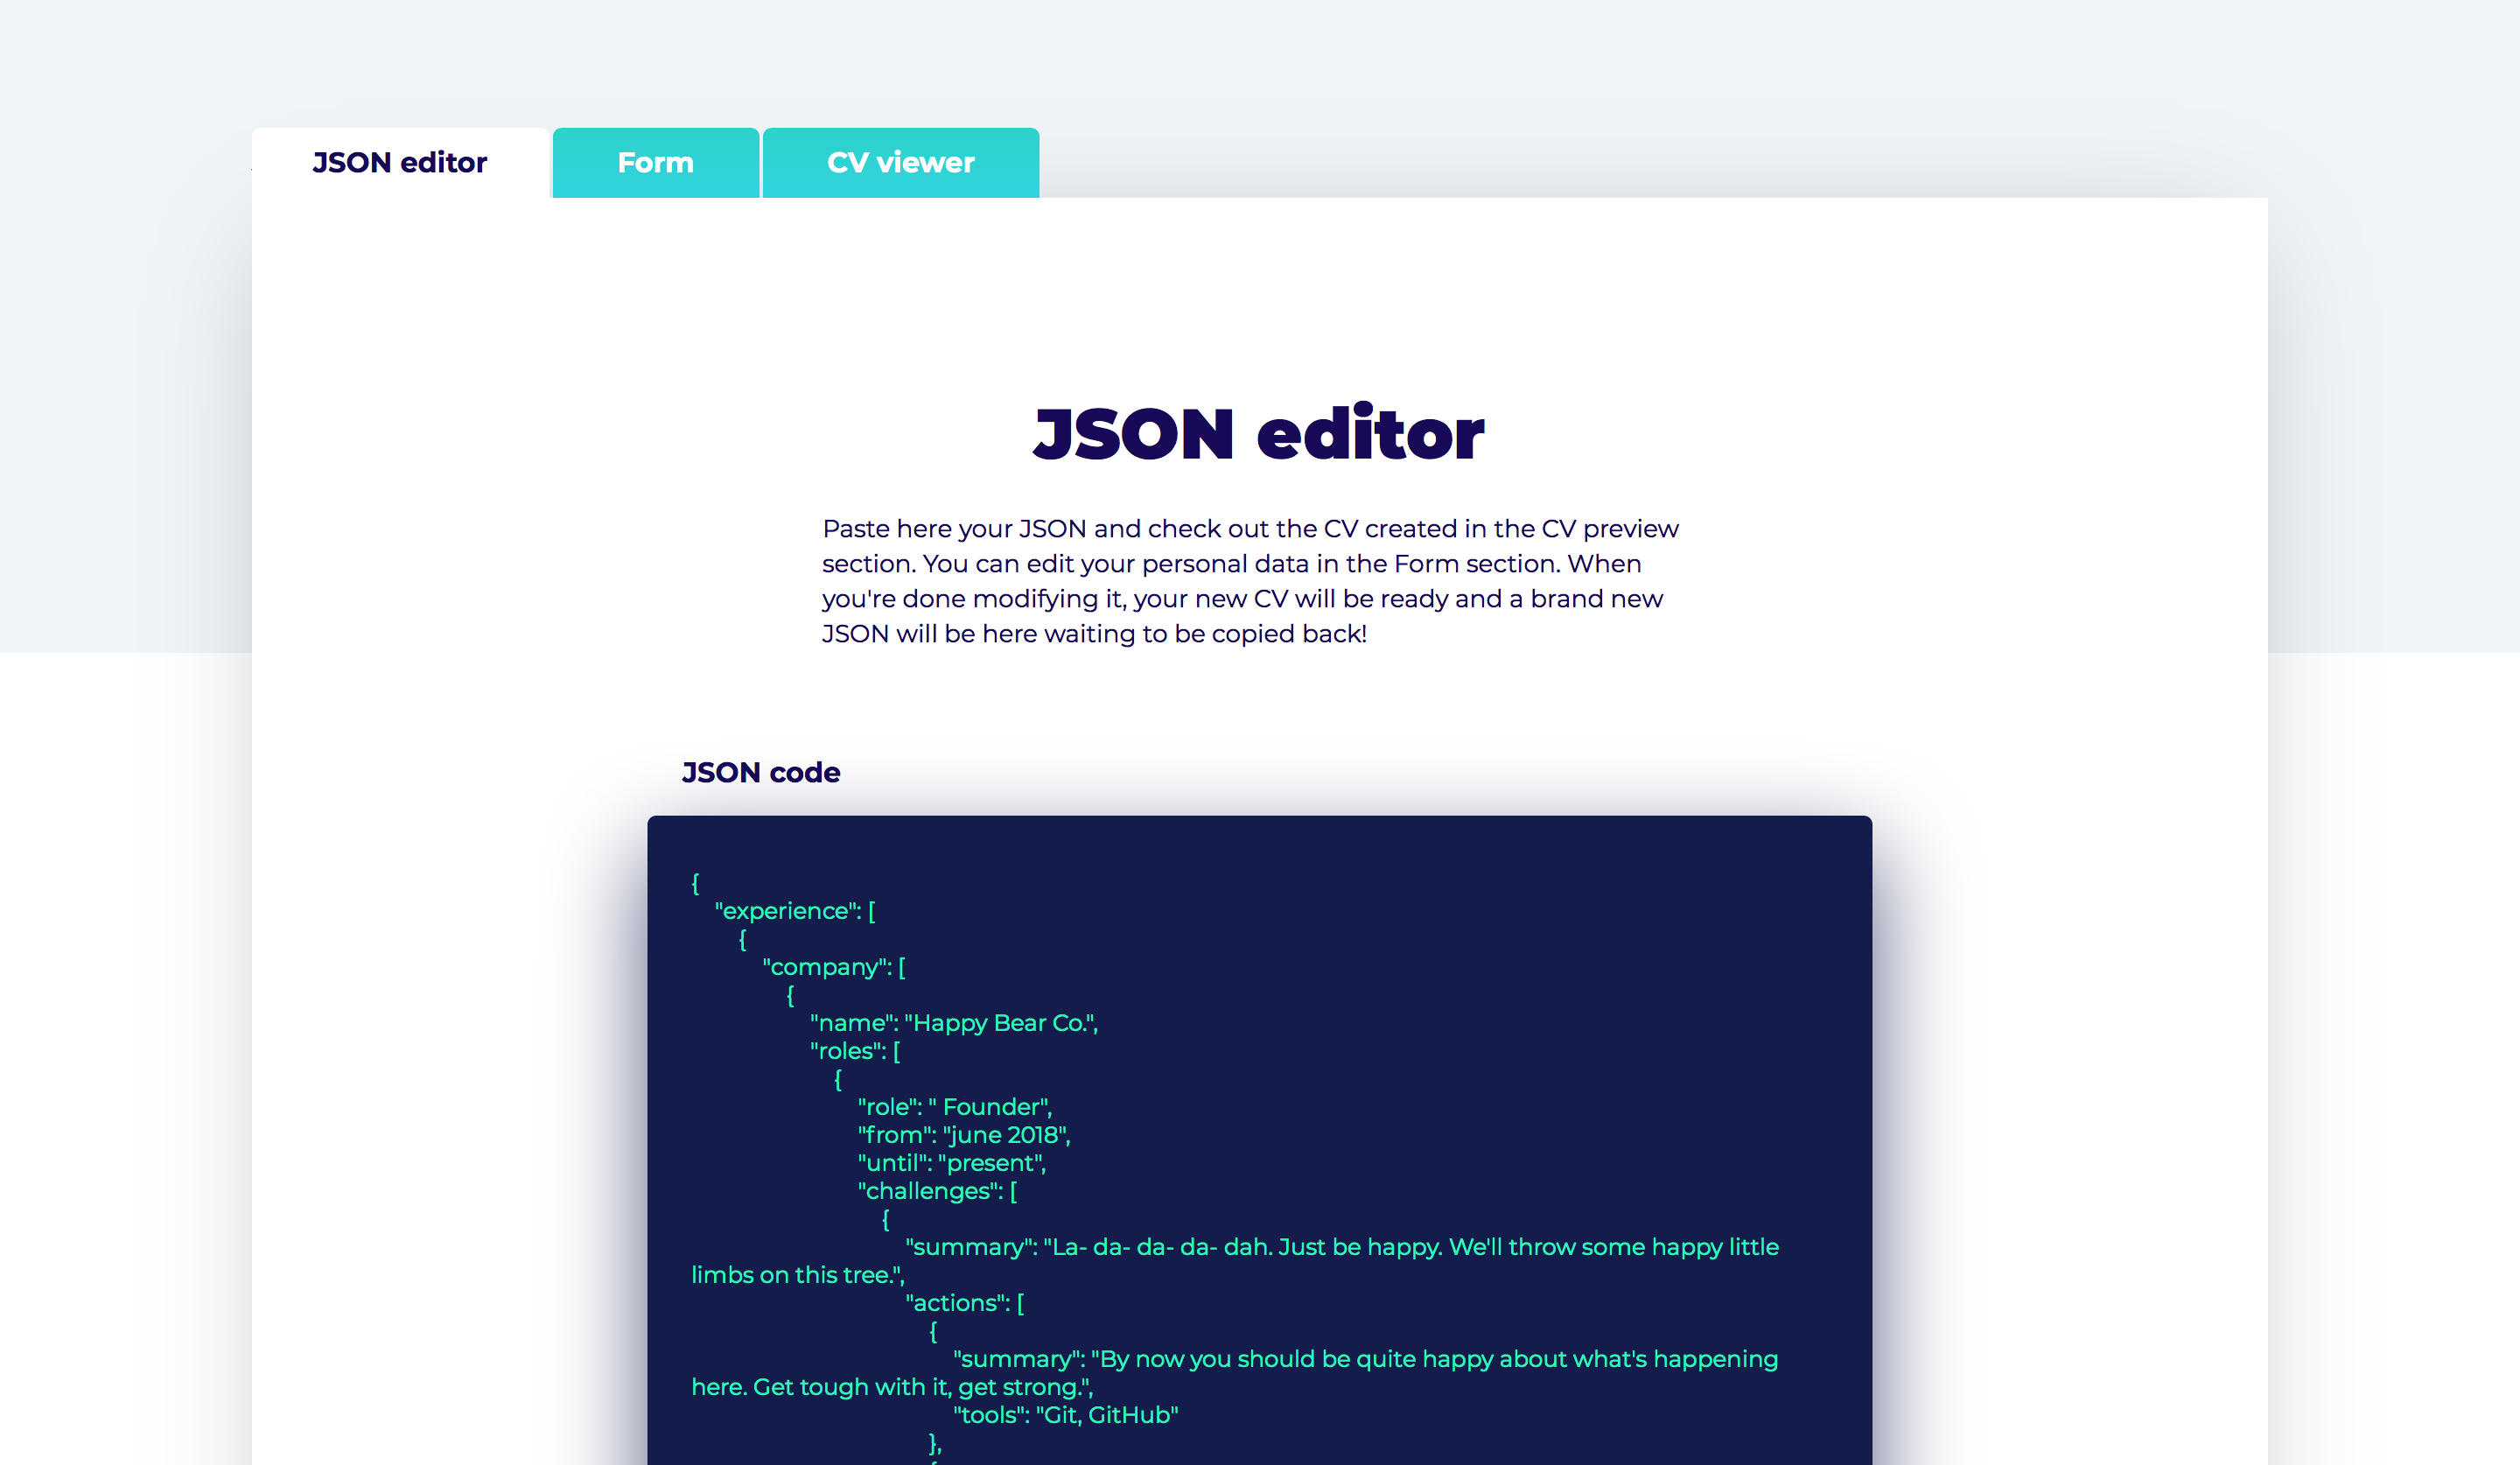 JSON editor
Form
CV viewer
JSON editor
Paste here your JSON and check out the CV created in the CV preview
section. You can edit your personal data in the Form section. When
you're done modifying it, your new CV will be ready and a brand new
JSON will be here waiting to be copied back!
JSON code
{
"experience": [
{
"company": [
{
"name": "Happy Bear Co.",
"roles": [
{
"role": " Founder",
"from": "june 2018",
"until": "present",
"challenges": [
{
"summary": "La- da- da- da- dah. Just be happy. We'll throw some happy little
limbs on this tree.",
"actions": [
{
"summary": "By now you should be quite happy about what's happening
here. Get tough with it, get strong.",
"tools": "Git, GitHub"
},